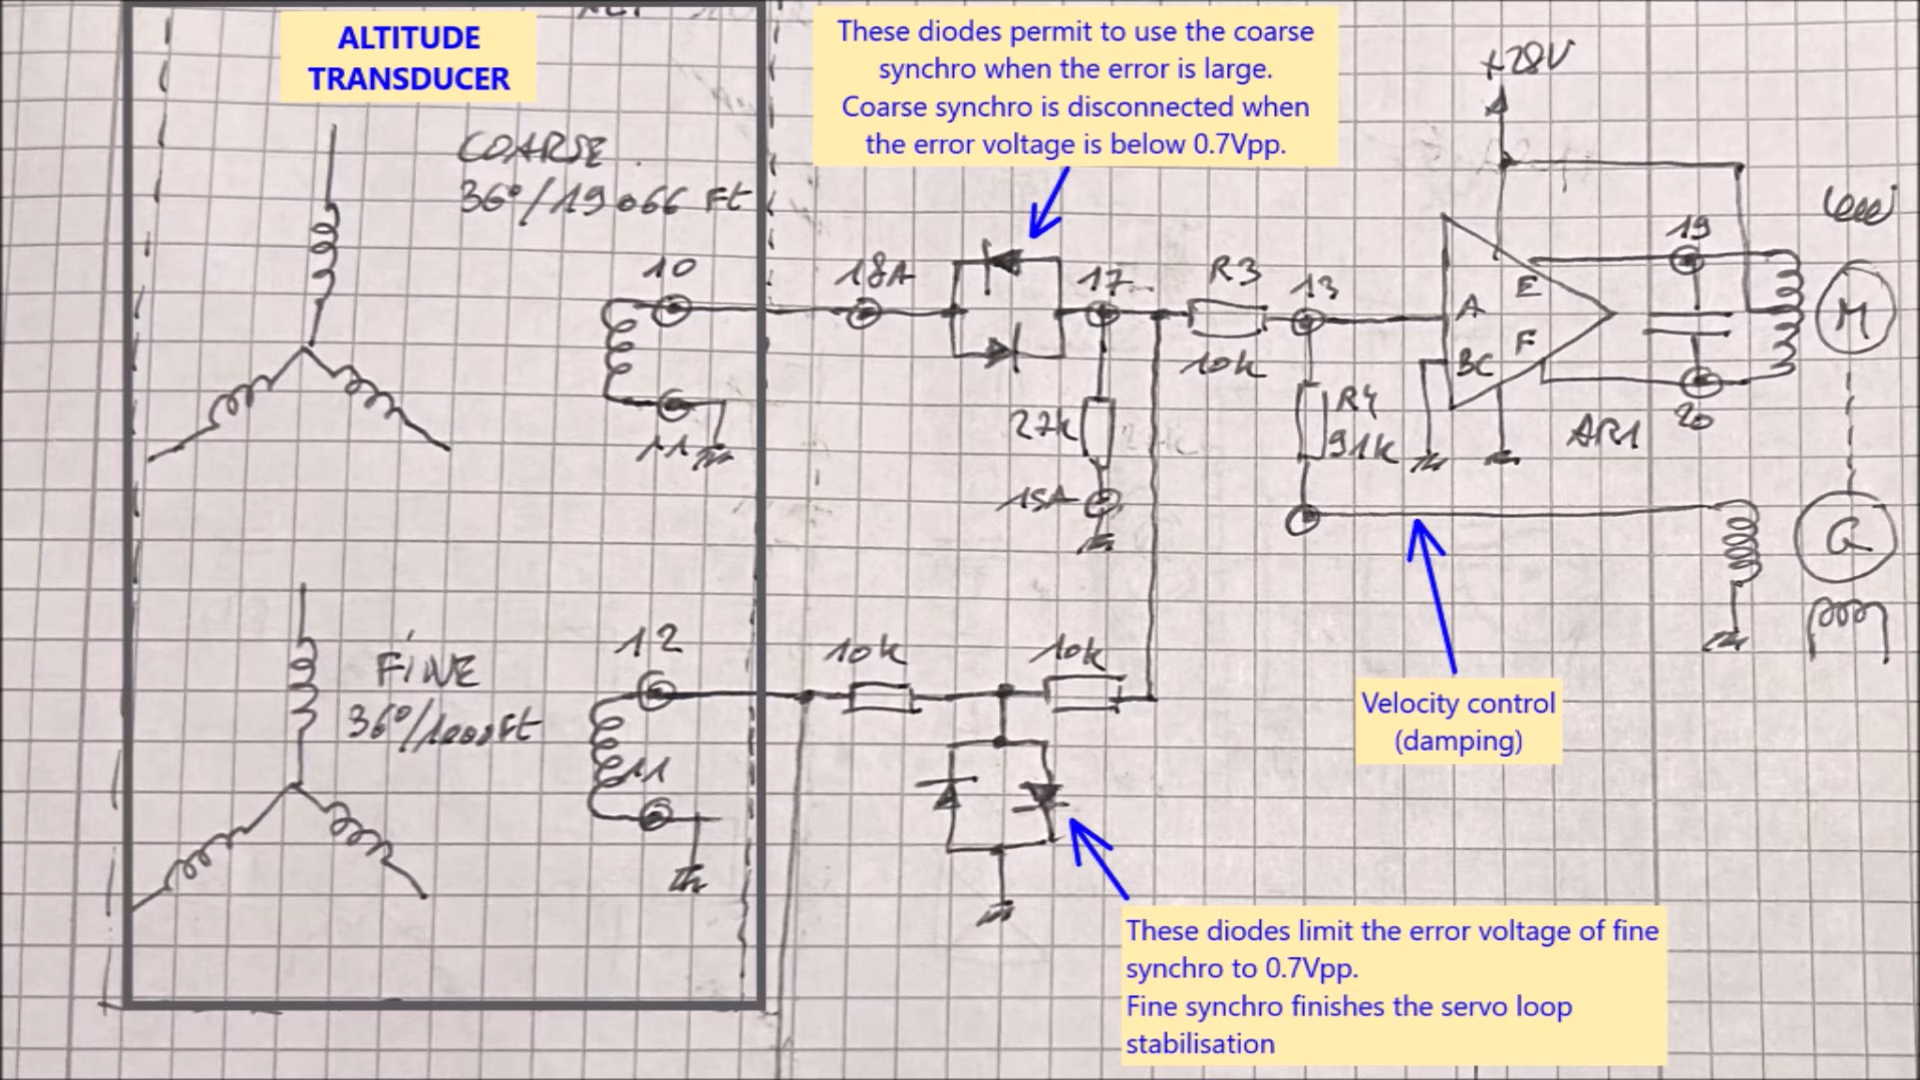 ALTITUDE
TRANSDUCER
These diodes permit to use the coarse
synchro when the error is large.
Coarse synchro is disconnected when
the error voltage is below 0.7Vpp.
+28V
COARSE
36°/19066 Ft
10
18A
17
R3
13
19
A
E
M
10k
BC
F
27k
R4
91k
AR1
20
11
15A
G
12
10k
10k
FINE
36°/1000Ft
11
Velocity control
(damping)
These diodes limit the error voltage of fine
synchro to 0.7Vpp.
Fine synchro finishes the servo loop
stabilisation